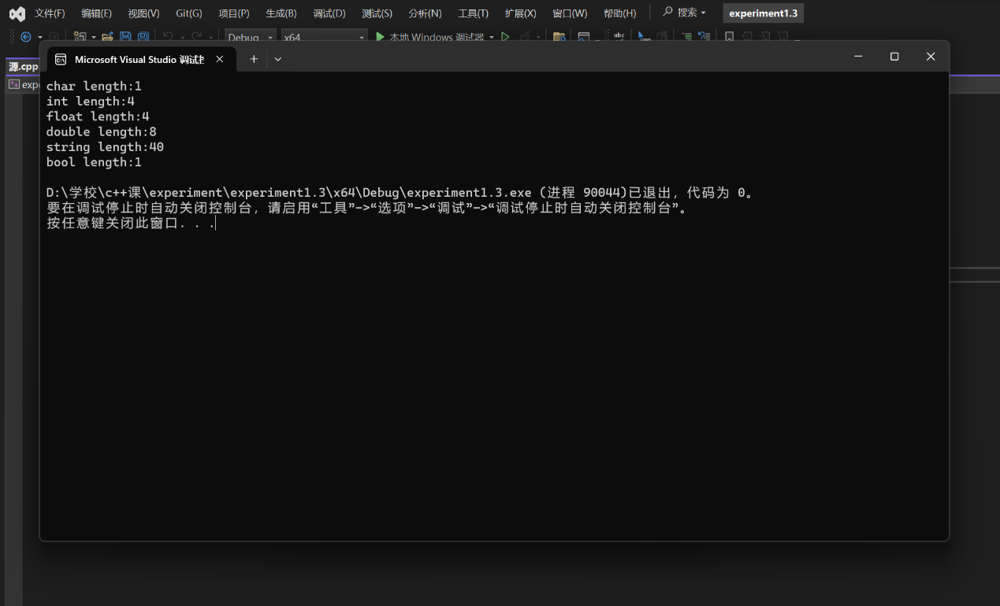 文件(F) 编辑(E) 视图(V) Git(G) 项目(P) 生成(B) 调试(D) 测试(S) 分析(N) 工具(T) 扩展(X) 窗口(W) 帮助(H) 搜索 experiment1.3
Debug x64 本地 Windows 调试器
源.cpp
Microsoft Visual Studio 调试控
exp
char length:1
int length:4
float length:4
double length:8
string length:40
bool length:1
D:\学校\c++课\experiment\experiment1.3\x64\Debug\experiment1.3.exe (进程 90044)已退出，代码为 0。
要在调试停止时自动关闭控制台，请启用“工具”->“选项”->“调试”->“调试停止时自动关闭控制台”。
按任意键关闭此窗口. . .